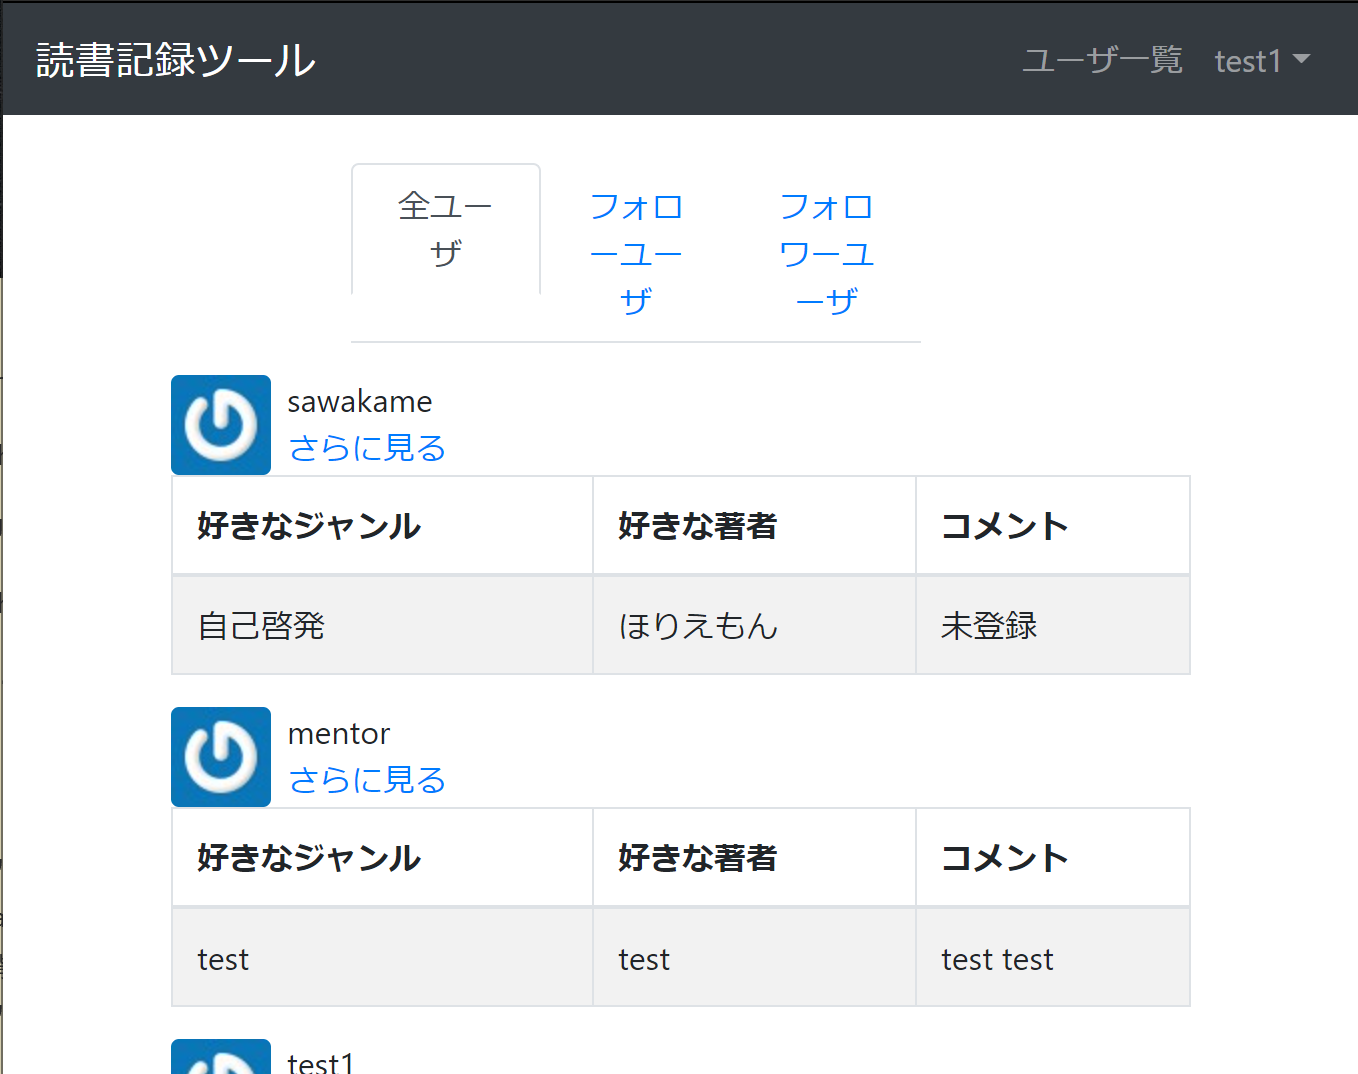 読書記録ツール ユーザ一覧 test1
全ユー
ザ
フォロ
ーユー
ザ
フォロ
ワーユ
ーザ
sawakame
さらに見る
好きなジャンル 好きな著者 コメント
自己啓発 ほりえもん 未登録
mentor
さらに見る
好きなジャンル 好きな著者 コメント
test test test test
test1